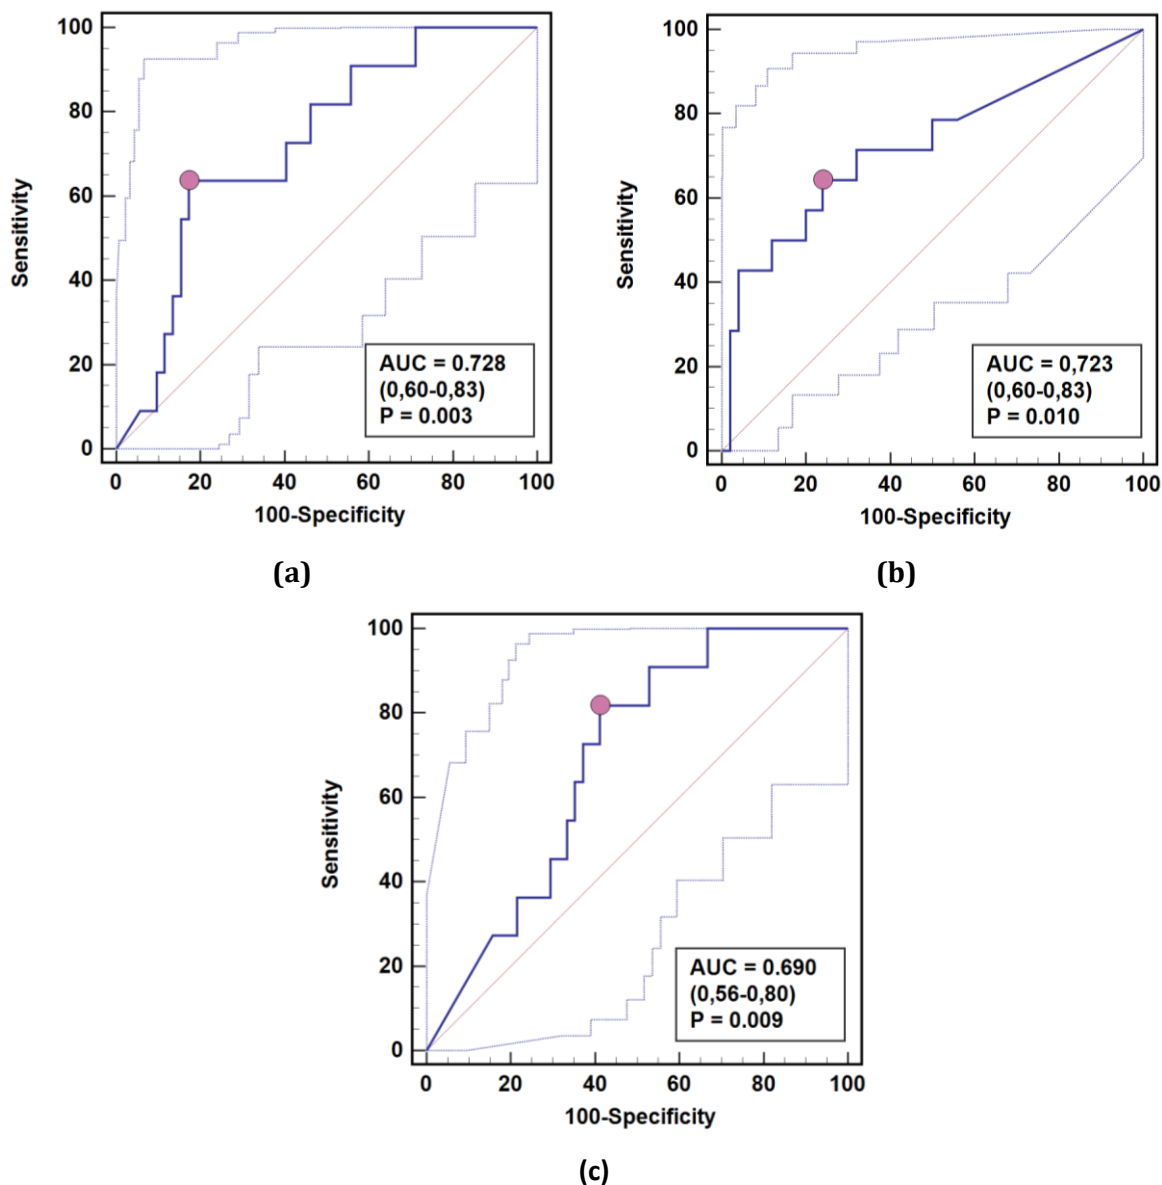 100
80
60
40
20
0
Sensitivity
AUC = 0.728
(0,60-0,83)
P = 0.003
0 20 40 60 80 100
100-Specificity
(a)
100
80
60
40
20
0
Sensitivity
AUC = 0,723
(0,60-0,83)
P = 0.010
0 20 40 60 80 100
100-Specificity
(b)
100
80
60
40
20
0
Sensitivity
AUC = 0.690
(0,56-0,80)
P = 0.009
0 20 40 60 80 100
100-Specificity
(c)